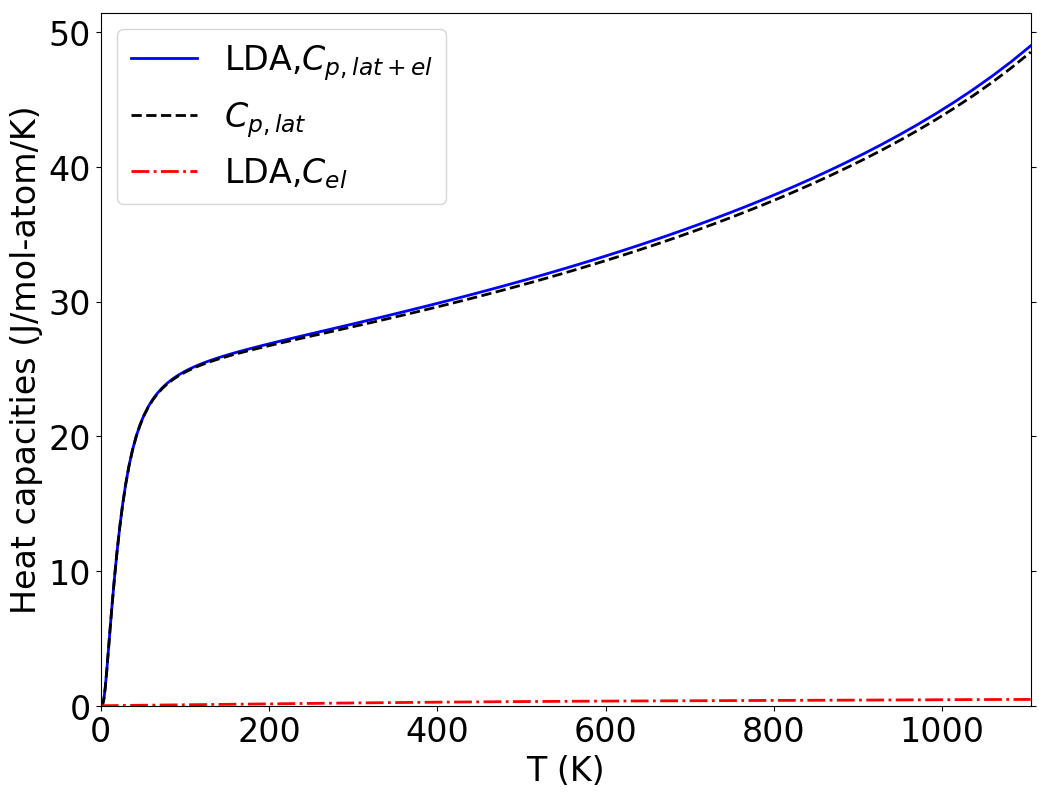 50
40
30
20
10
0
Heat capacities (J/mol-atom/K)
LDA,C_{p,lat+el}
C_{p,lat}
LDA,C_{el}
0 200 400 600 800 1000
T (K)